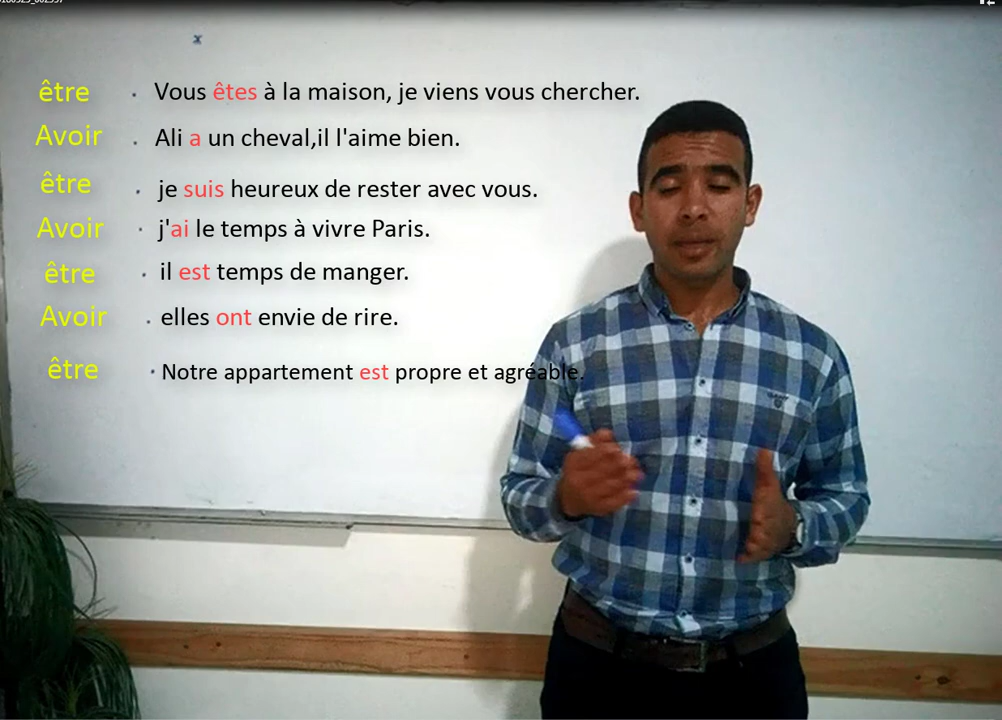 être . Vous êtes à la maison, je viens vous chercher.
Avoir . Ali a un cheval,il l'aime bien.
être . je suis heureux de rester avec vous.
Avoir . j'ai le temps à vivre Paris.
être . il est temps de manger.
Avoir . elles ont envie de rire.
être . Notre appartement est propre et agréable.